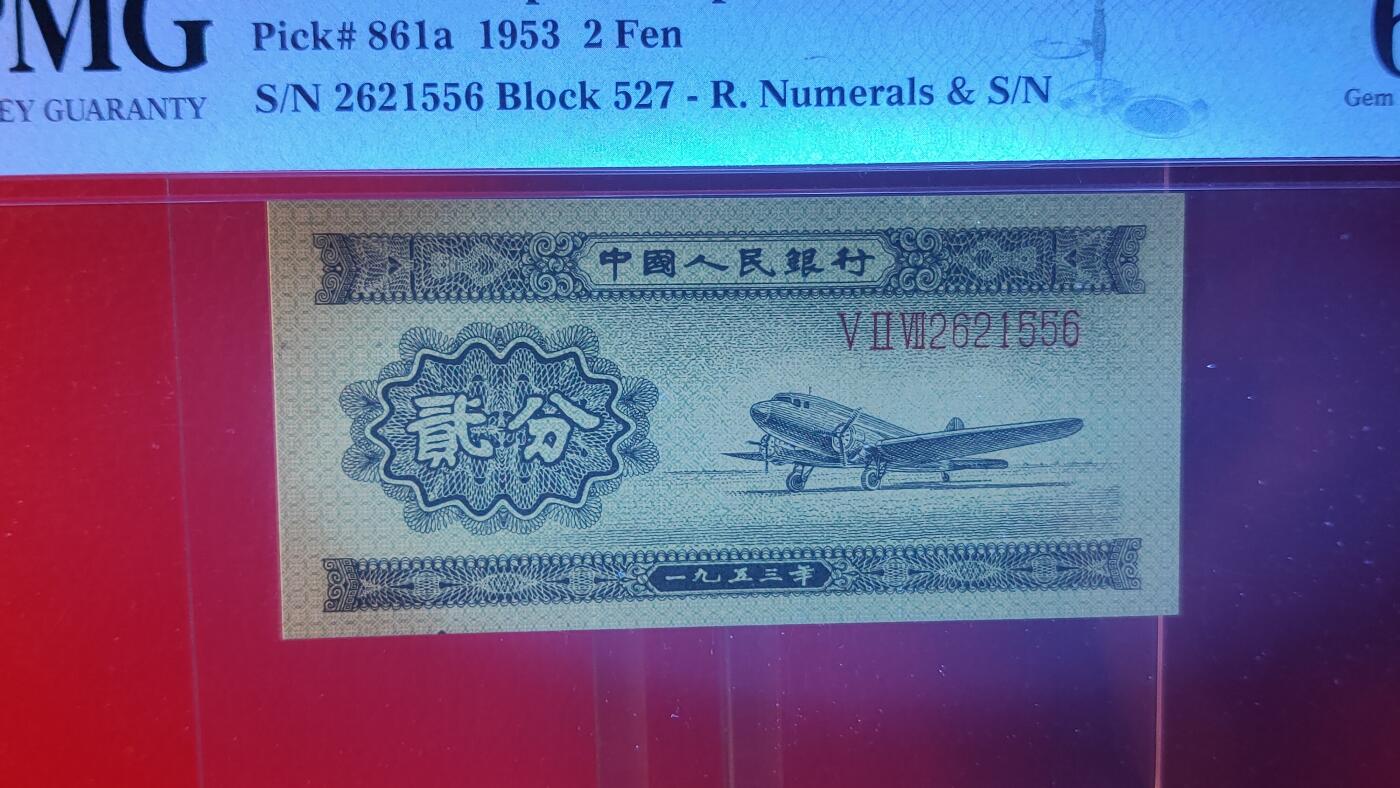 PMG
Pick# 861a 1953 2 Fen
EY GUARANTY
S/N 2621556 Block 527 - R. Numerals & S/N
Gem
中國人民銀行
V II VII 2621556
貳分
一九五三年